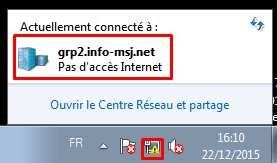 Actuellement connecté à :
grp2.info-msj.net
Pas d'accès Internet
Ouvrir le Centre Réseau et partage
FR
16:10
22/12/2015